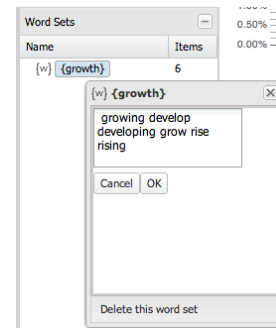 Word Sets
0.50%
Name Items
0.00%
{w} {growth} 6
{w} {growth}
growing develop
developing grow rise
rising
Cancel OK
Delete this word set